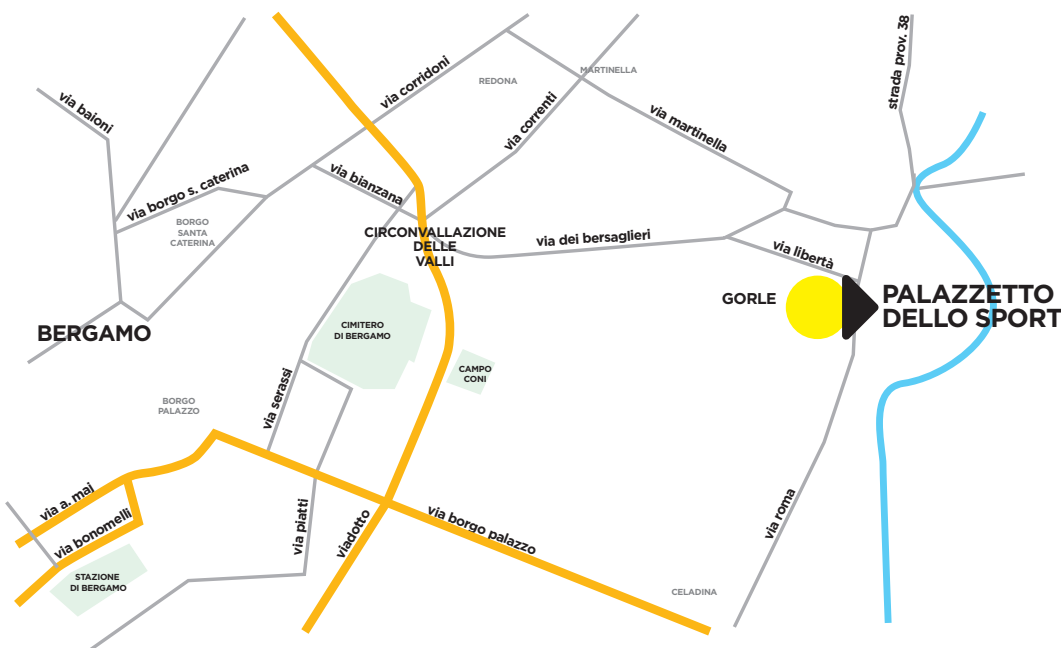 strada prov. 38
via corridoni
REDONA
MARTINELLA
via baioni
via correnti
via martinella
via borgo s. caterina
via bianzana
BORGO
SANTA
CATERINA
CIRCONVALLAZIONE
DELLE
VALLI
via dei bersaglieri
via libertà
GORLE
PALAZZETTO
DELLO SPORT
BERGAMO
CIMITERO
DI BERGAMO
CAMPO
CONI
BORGO
PALAZZO
via serassi
via a. mai
via bonomelli
via piatti
viadotto
via borgo palazzo
via roma
STAZIONE
DI BERGAMO
CELADINA